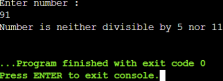 Enter number :
91
Number is neither divisible by 5 nor 11
...Program finished with exit code 0
Press ENTER to exit console.